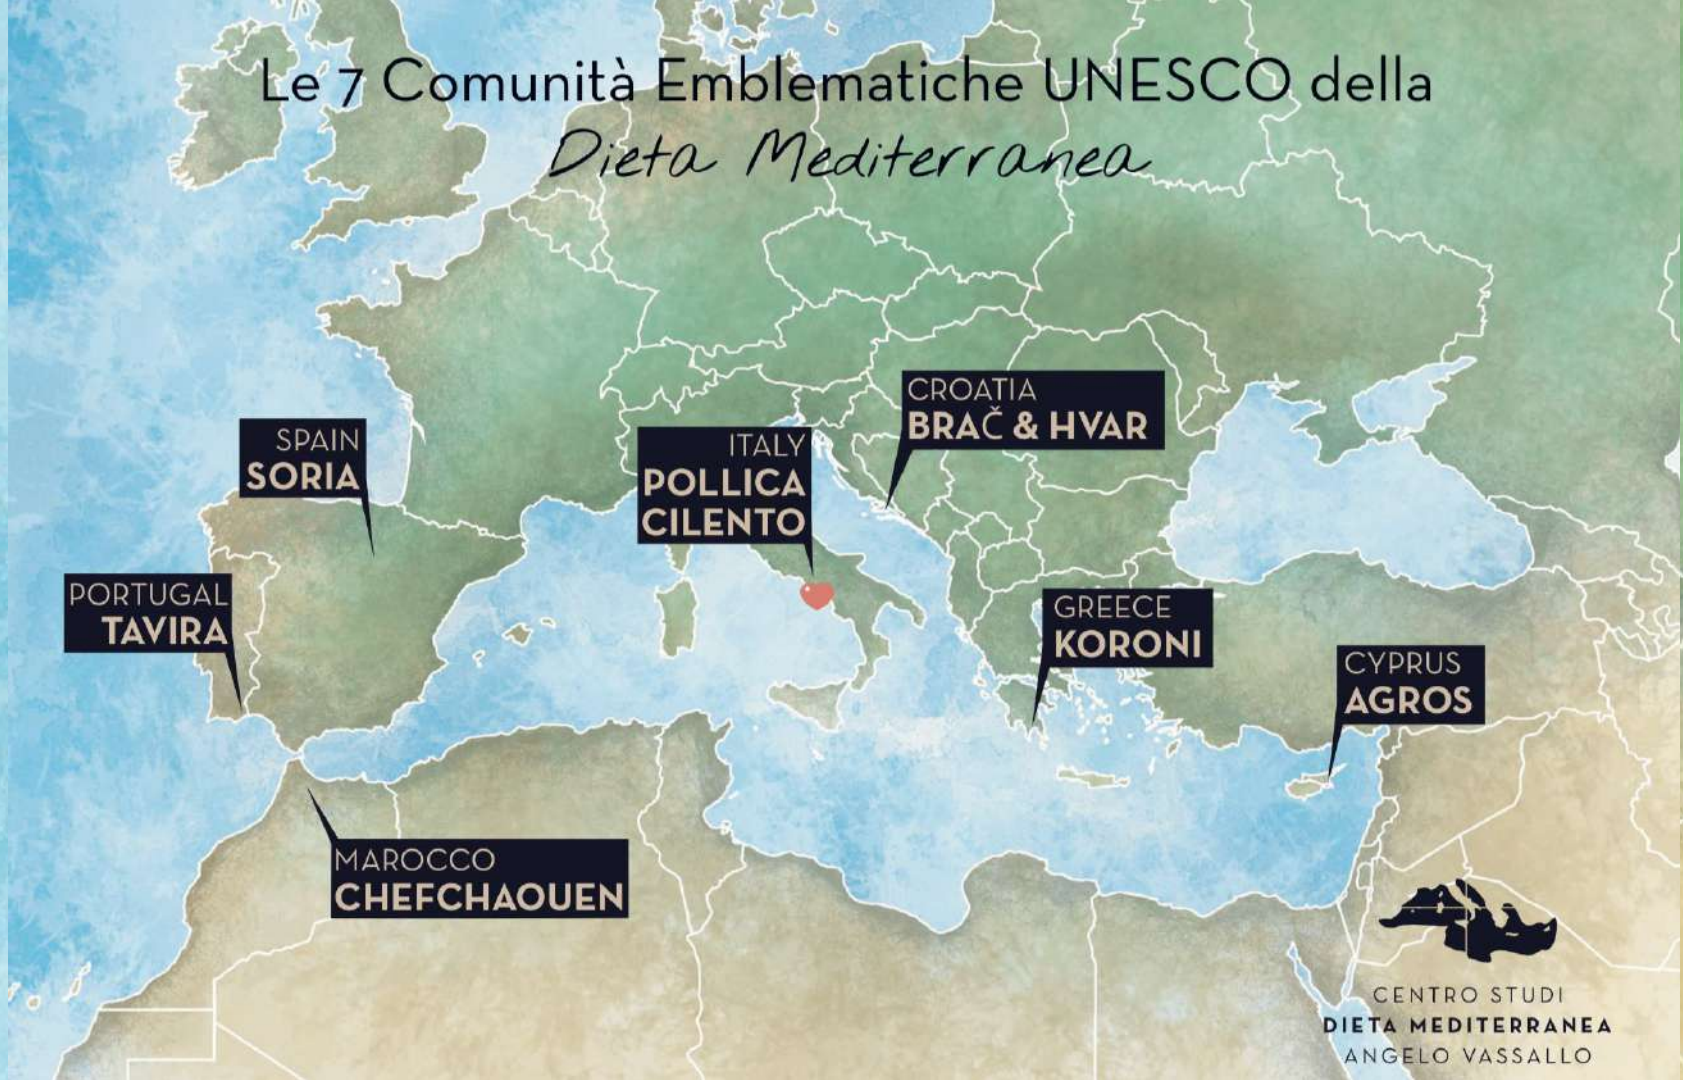 Le 7 Comunità Emblematiche UNESCO della
Dieta Mediterranea
CROATIA
BRAČ & HVAR
SPAIN
SORIA
ITALY
POLLICA
CILENTO
PORTUGAL
TAVIRA
GREECE
KORONI
CYPRUS
AGROS
MAROCCO
CHEFCHAOUEN
CENTRO STUDI
DIETA MEDITERRANEA
ANGELO VASSALLO